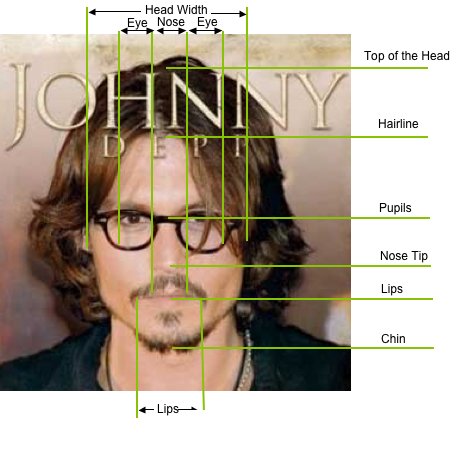 Head Width
Eye Nose Eye
Top of the Head
JOHNNY
Hairline
DEPP
Pupils
Nose Tip
Lips
Chin
Lips